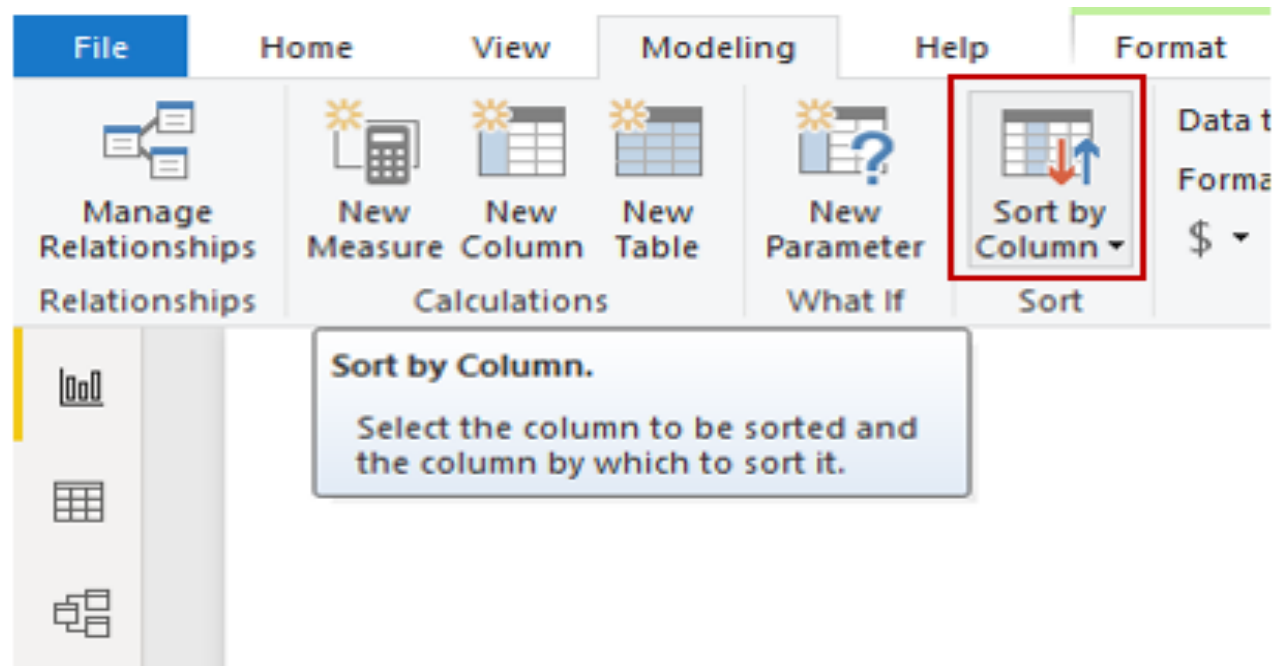 File Home View Modeling Help Format
Manage
Relationships
New
Measure
New
Column
New
Table
New
Parameter
Sort by
Column
Data t
Forma
$
Relationships Calculations What If Sort
Sort by Column.
Select the column to be sorted and
the column by which to sort it.